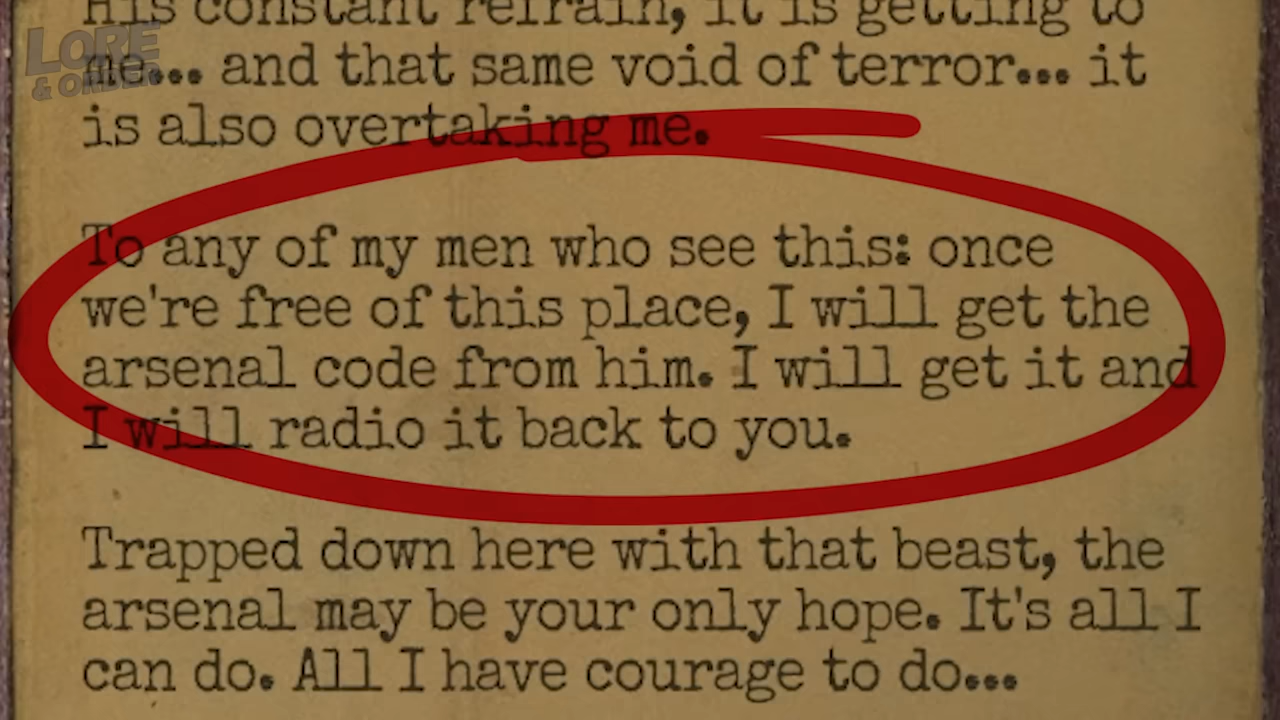 LORE
& ORDER
His constant refrain, it is getting to
me... and that same void of terror... it
is also overtaking me.
To any of my men who see this: once
we're free of this place, I will get the
arsenal code from him. I will get it and
I will radio it back to you.
Trapped down here with that beast, the
arsenal may be your only hope. It's all I
can do. All I have courage to do...